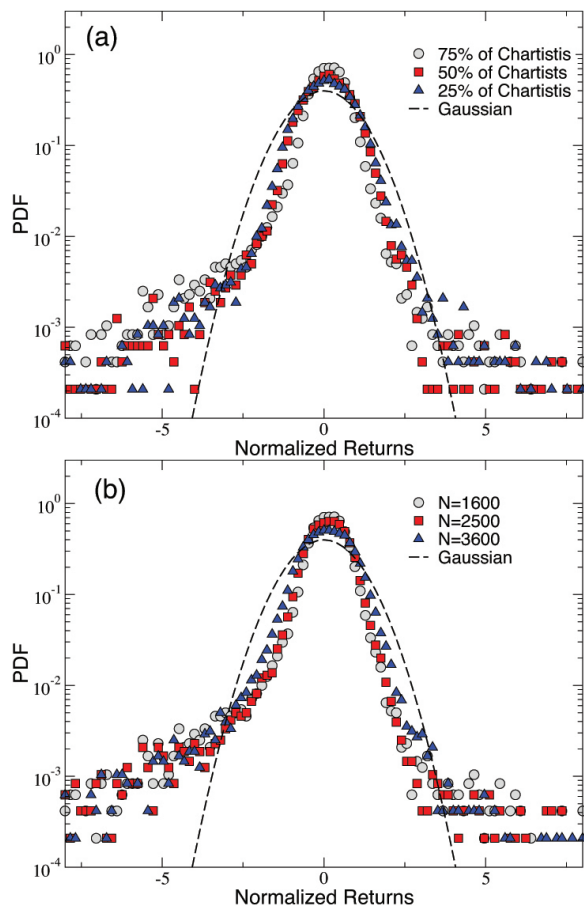 (a)
75% of Chartistis
50% of Chartists
25% of Chartistis
Gaussian
PDF
10^0
10^-1
10^-2
10^-3
10^-4
-5 0 5
Normalized Returns
(b)
N=1600
N=2500
N=3600
Gaussian
PDF
10^0
10^-1
10^-2
10^-3
10^-4
-5 0 5
Normalized Returns